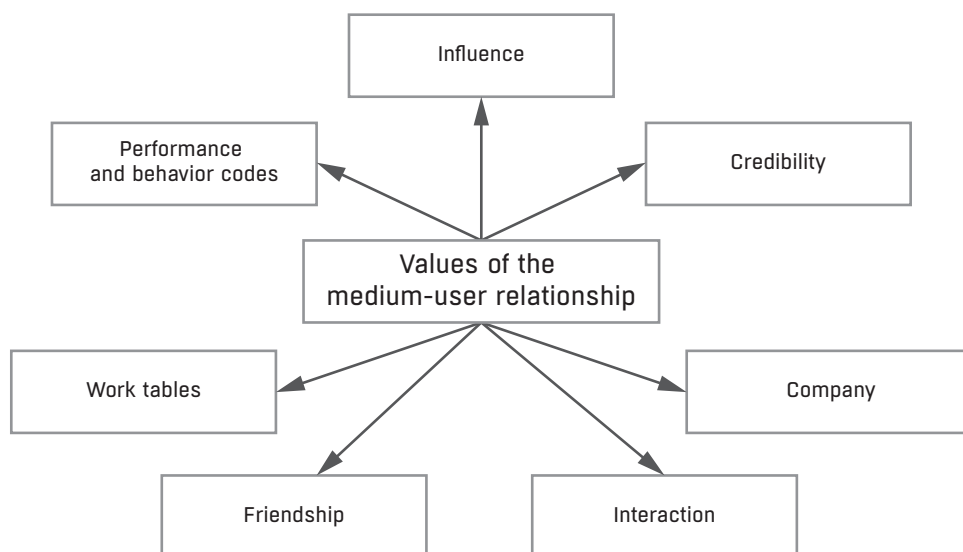 Influence
Performance
and behavior codes
Credibility
Values of the
medium-user relationship
Work tables
Company
Friendship
Interaction